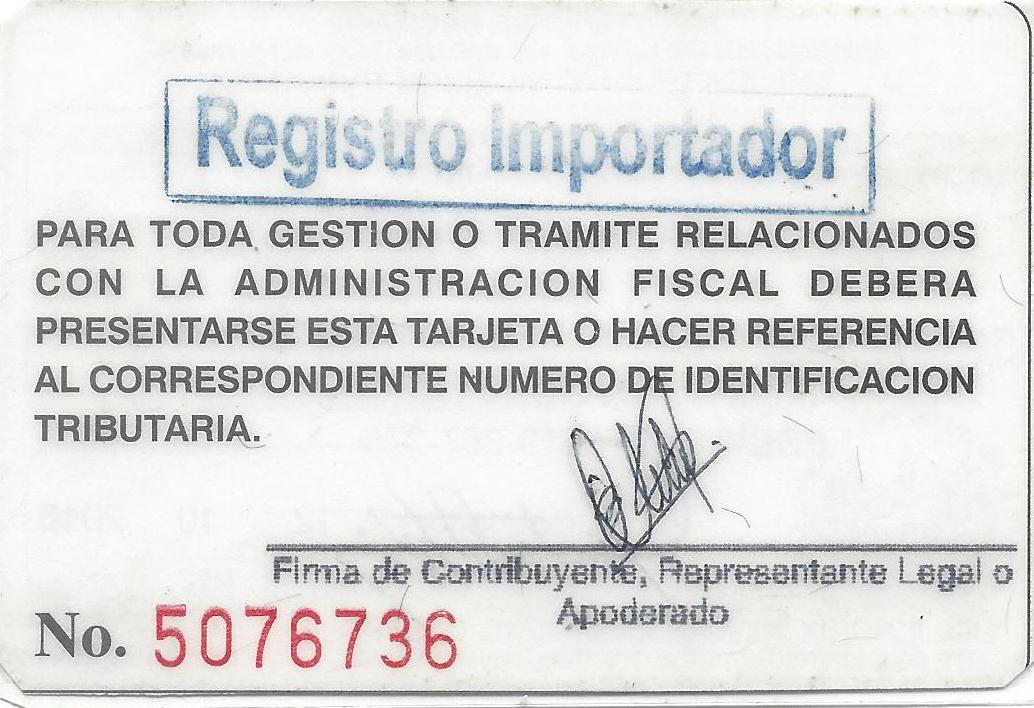 Registro Importador
PARA TODA GESTION O TRAMITE RELACIONADOS
CON LA ADMINISTRACION FISCAL DEBERA
PRESENTARSE ESTA TARJETA O HACER REFERENCIA
AL CORRESPONDIENTE NUMERO DE IDENTIFICACION
TRIBUTARIA.
Firma de Contribuyente, Representante Legal o
Apoderado
No. 5076736